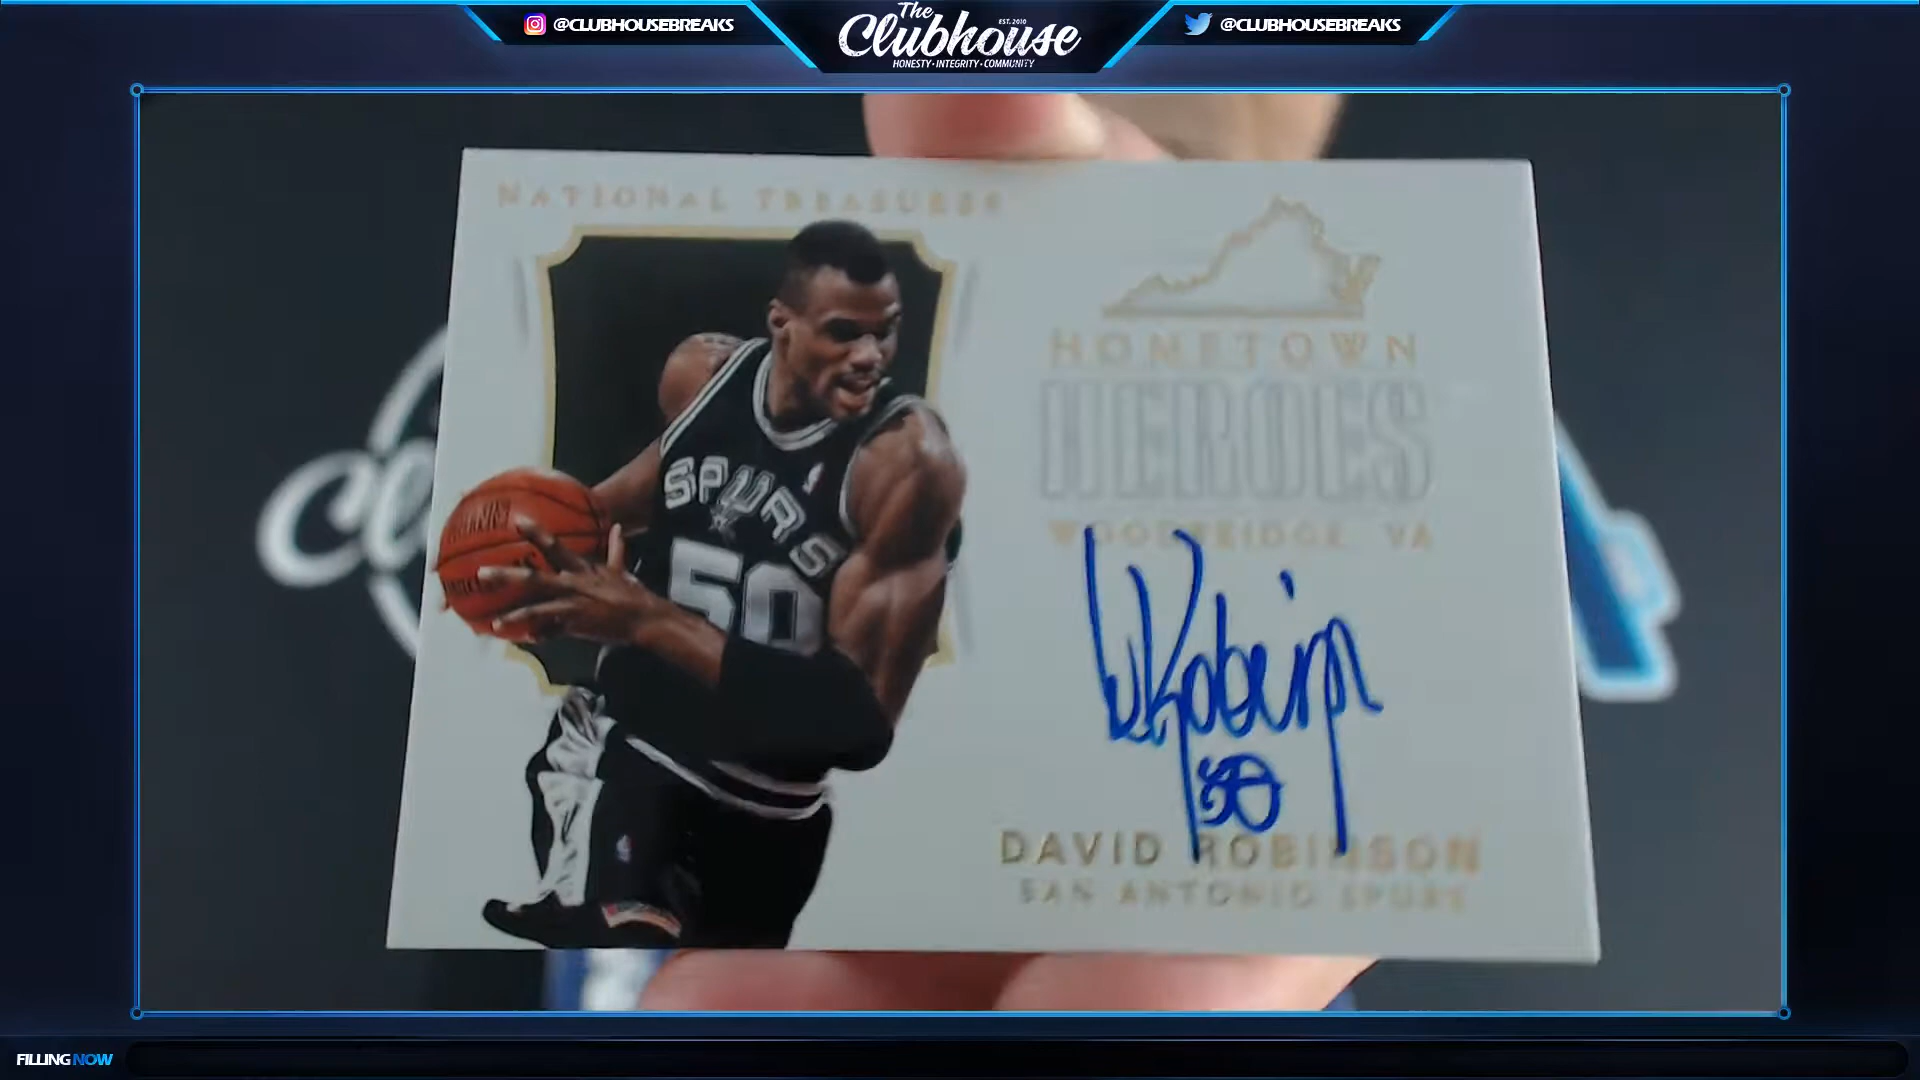 @CLUBHOUSEBREAKS
The
Clubhouse
EST. 2010
HONESTY • INTEGRITY • COMMUNITY
@CLUBHOUSEBREAKS
NATIONAL TREASURES
HOMETOWN
HEROES
WOODBRIDGE, VA
SPURS
50
50
DAVID ROBINSON
SAN ANTONIO SPURS
FILLING NOW